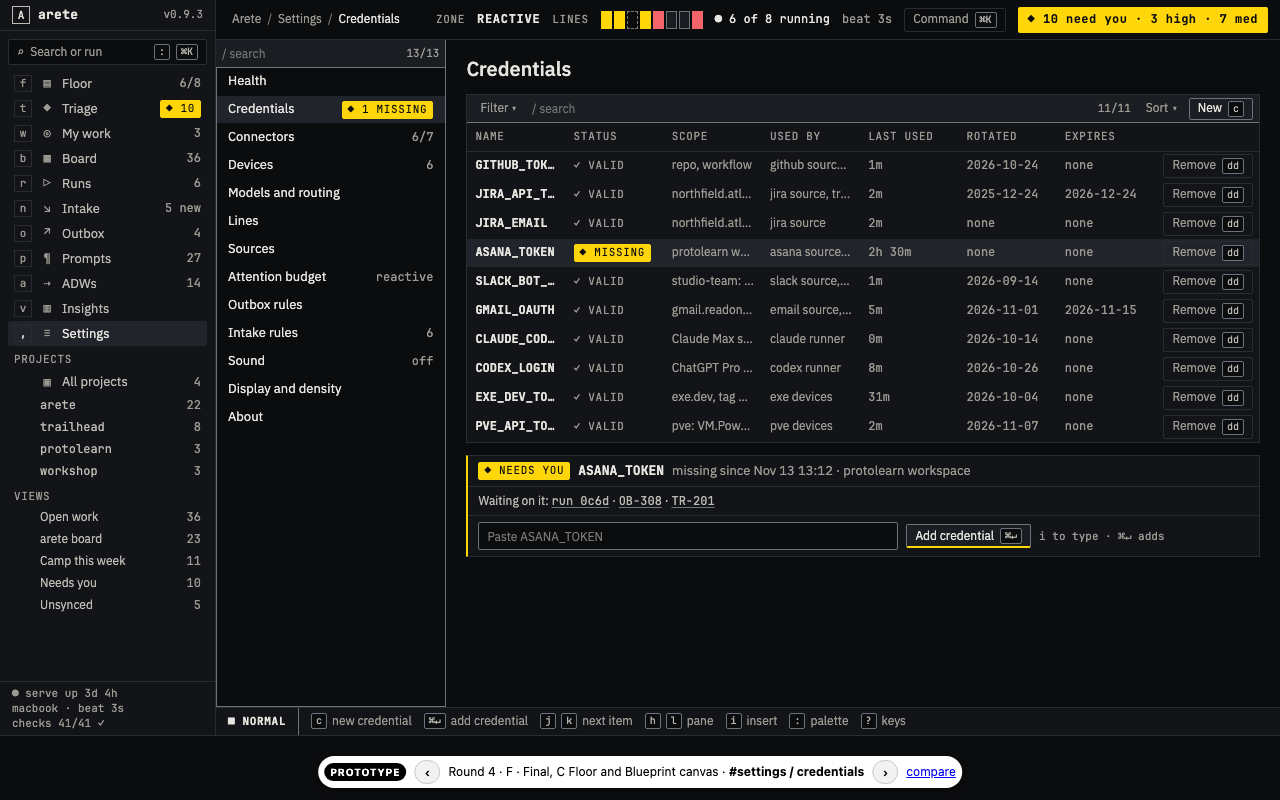 A arete v0.9.3
Arete / Settings / Credentials
ZONE REACTIVE LINES
6 of 8 running beat 3s
Command ⌘K
◆ 10 need you · 3 high · 7 med
⌕ Search or run : ⌘K
f ▤ Floor 6/8
t ◆ Triage ◆ 10
w ◎ My work 3
b ▦ Board 36
r ▷ Runs 6
n ↘ Intake 5 new
o ↗ Outbox 4
p ¶ Prompts 27
a ⇢ ADWs 14
v ▥ Insights
, ≡ Settings
PROJECTS
▣ All projects 4
arete 22
trailhead 8
protolearn 3
workshop 3
VIEWS
Open work 36
arete board 23
Camp this week 11
Needs you 10
Unsynced 5
● serve up 3d 4h
macbook · beat 3s
checks 41/41 ✓
/ search 13/13
Health
Credentials ◆ 1 MISSING
Connectors 6/7
Devices 6
Models and routing
Lines
Sources
Attention budget reactive
Outbox rules
Intake rules 6
Sound off
Display and density
About
Credentials
Filter ▾ / search 11/11 Sort ▾ New c
NAME STATUS SCOPE USED BY LAST USED ROTATED EXPIRES
GITHUB_TOK… ✓ VALID repo, workflow github sourc… 1m 2026-10-24 none Remove dd
JIRA_API_T… ✓ VALID northfield.atl… jira source, tr… 2m 2025-12-24 2026-12-24 Remove dd
JIRA_EMAIL ✓ VALID northfield.atl… jira source 2m none none Remove dd
ASANA_TOKEN ◆ MISSING protolearn w… asana source… 2h 30m none none Remove dd
SLACK_BOT_… ✓ VALID studio-team: … slack source,… 1m 2026-09-14 none Remove dd
GMAIL_OAUTH ✓ VALID gmail.readon… email source,… 5m 2026-11-01 2026-11-15 Remove dd
CLAUDE_COD… ✓ VALID Claude Max s… claude runner 0m 2026-10-14 none Remove dd
CODEX_LOGIN ✓ VALID ChatGPT Pro … codex runner 8m 2026-10-26 none Remove dd
EXE_DEV_TO… ✓ VALID exe.dev, tag … exe devices 31m 2026-10-04 none Remove dd
PVE_API_TO… ✓ VALID pve: VM.Pow… pve devices 2m 2026-11-07 none Remove dd
◆ NEEDS YOU ASANA_TOKEN missing since Nov 13 13:12 · protolearn workspace
Waiting on it: run 0c6d · OB-308 · TR-201
Paste ASANA_TOKEN Add credential ⌘↵ i to type · ⌘↵ adds
■ NORMAL c new credential ⌘↵ add credential j k next item h l pane i insert : palette ? keys
PROTOTYPE ‹ Round 4 · F · Final, C Floor and Blueprint canvas · #settings / credentials › compare